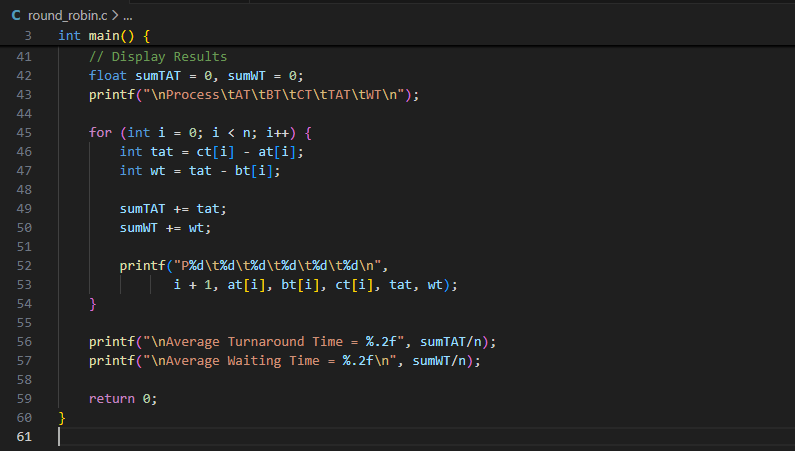 C round_robin.c > ...
3 int main() {
41 // Display Results
42 float sumTAT = 0, sumWT = 0;
43 printf("\nProcess\tAT\tBT\tCT\tTAT\tWT\n");
44
45 for (int i = 0; i < n; i++) {
46 int tat = ct[i] - at[i];
47 int wt = tat - bt[i];
48
49 sumTAT += tat;
50 sumWT += wt;
51
52 printf("P%d\t%d\t%d\t%d\t%d\t%d\n",
53 i + 1, at[i], bt[i], ct[i], tat, wt);
54 }
55
56 printf("\nAverage Turnaround Time = %.2f", sumTAT/n);
57 printf("\nAverage Waiting Time = %.2f\n", sumWT/n);
58
59 return 0;
60 }
61